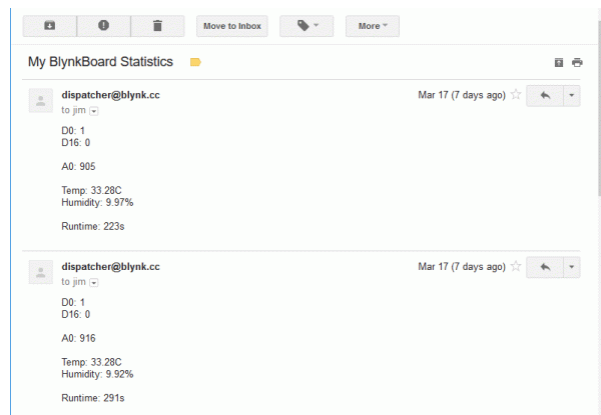 Move to Inbox
More
My BlynkBoard Statistics
dispatcher@blynk.cc
Mar 17 (7 days ago)
to jim
D0: 1
D16: 0
A0: 905
Temp: 33.28C
Humidity: 9.97%
Runtime: 223s
dispatcher@blynk.cc
Mar 17 (7 days ago)
to jim
D0: 1
D16: 0
A0: 916
Temp: 33.28C
Humidity: 9.92%
Runtime: 291s